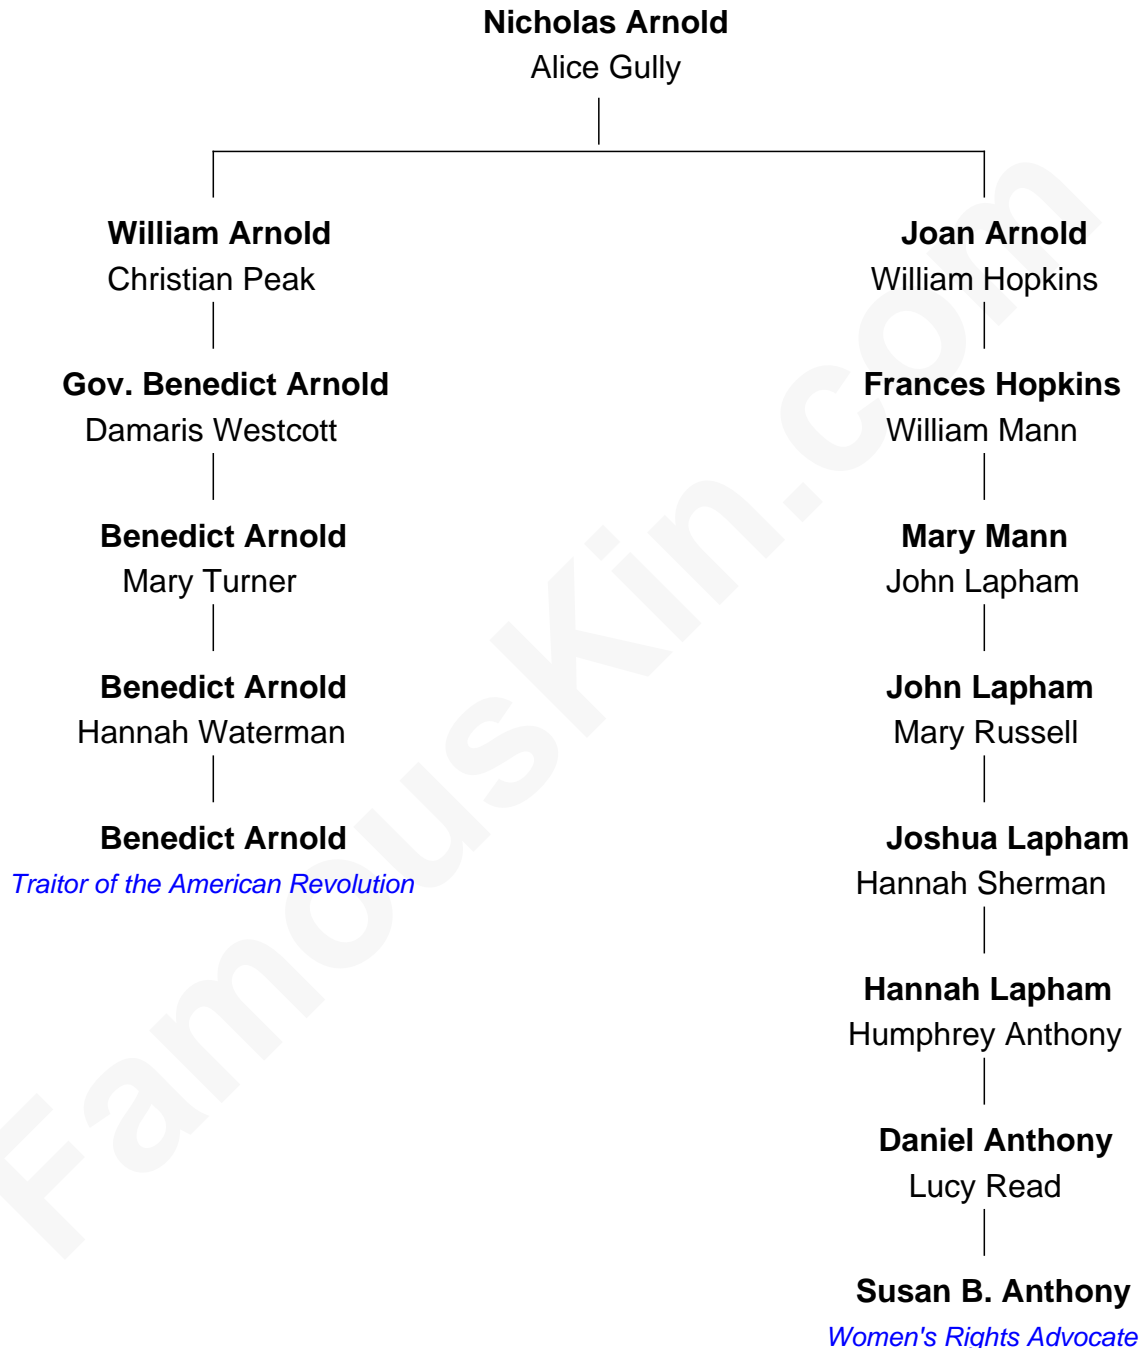 Nicholas Arnold
Alice Gully
William Arnold
Christian Peak
Gov. Benedict Arnold
Damaris Westcott
Benedict Arnold
Mary Turner
Benedict Arnold
Hannah Waterman
Benedict Arnold
Traitor of the American Revolution
Joan Arnold
William Hopkins
Frances Hopkins
William Mann
Mary Mann
John Lapham
John Lapham
Mary Russell
Joshua Lapham
Hannah Sherman
Hannah Lapham
Humphrey Anthony
Daniel Anthony
Lucy Read
Susan B. Anthony
Women's Rights Advocate
FamousKin.com